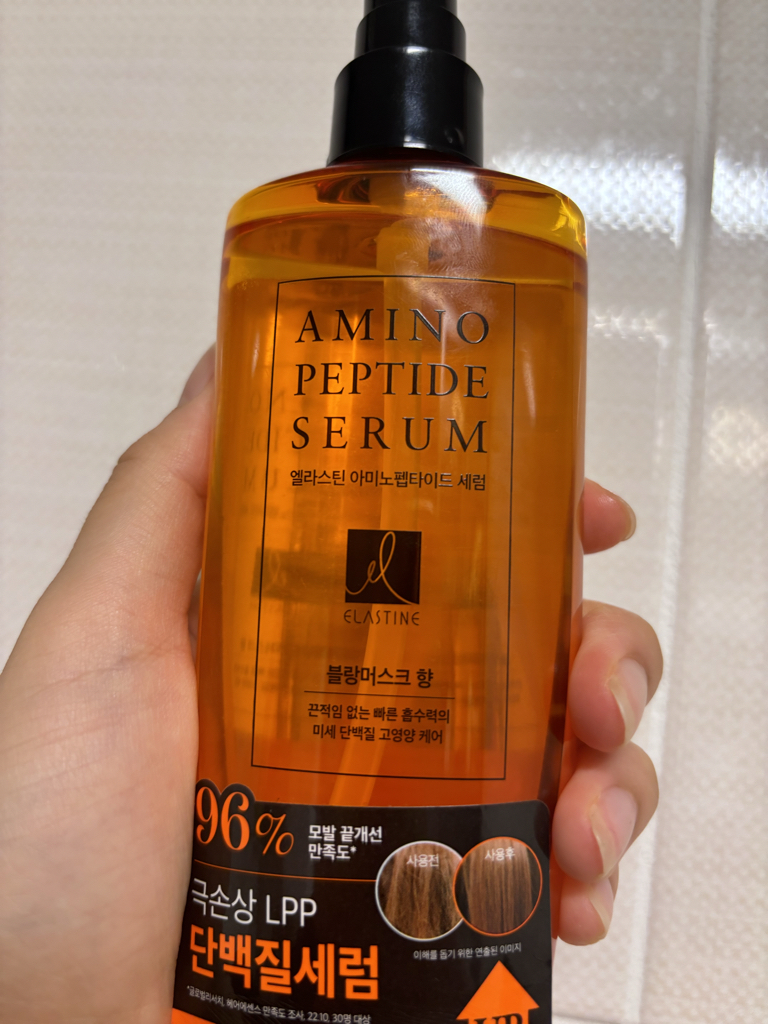 AMINO
PEPTIDE
SERUM
엘라스틴 아미노펩타이드 세럼
el
ELASTINE
블랑머스크 향
끈적임 없는 빠른 흡수력의
미세 단백질 고영양 케어
96%
모발 끝개선
만족도*
사용전
사용후
극손상 LPP
단백질세럼
이해를 돕기 위한 연출된 이미지
*글로벌리서치, 헤어에센스 만족도 조사, 22.10, 30명 대상